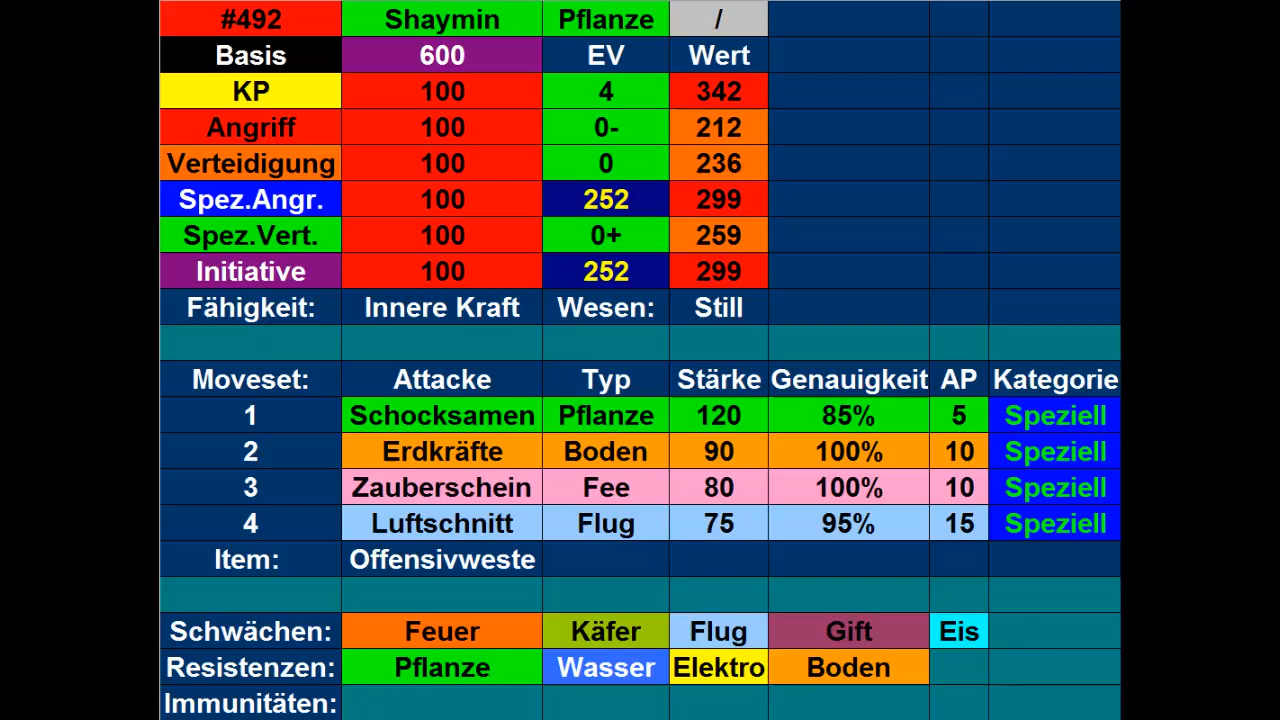 #492 Shaymin Pflanze /
Basis 600 EV Wert
KP 100 4 342
Angriff 100 0- 212
Verteidigung 100 0 236
Spez.Angr. 100 252 299
Spez.Vert. 100 0+ 259
Initiative 100 252 299
Fähigkeit: Innere Kraft Wesen: Still
Moveset: Attacke Typ Stärke Genauigkeit AP Kategorie
1 Schocksamen Pflanze 120 85% 5 Speziell
2 Erdkräfte Boden 90 100% 10 Speziell
3 Zauberschein Fee 80 100% 10 Speziell
4 Luftschnitt Flug 75 95% 15 Speziell
Item: Offensivweste
Schwächen: Feuer Käfer Flug Gift Eis
Resistenzen: Pflanze Wasser Elektro Boden
Immunitäten: